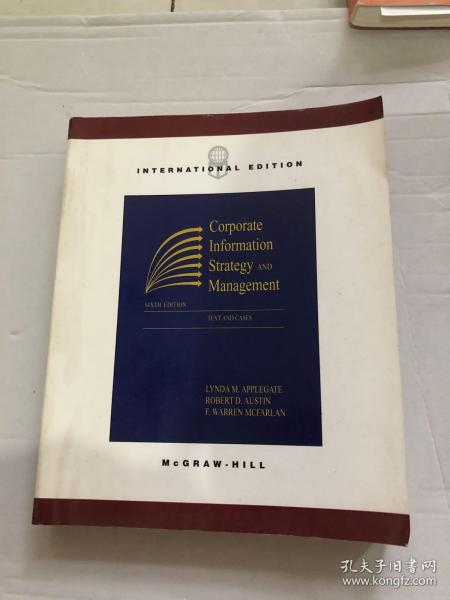 INTERNATIONAL EDITION
Corporate
Information
Strategy AND
Management
SIXTH EDITION
TEXT AND CASES
LYNDA M. APPLEGATE
ROBERT D. AUSTIN
F. WARREN MCFARLAN
McGRAW-HILL
孔夫子旧书网
www.kongfz.com